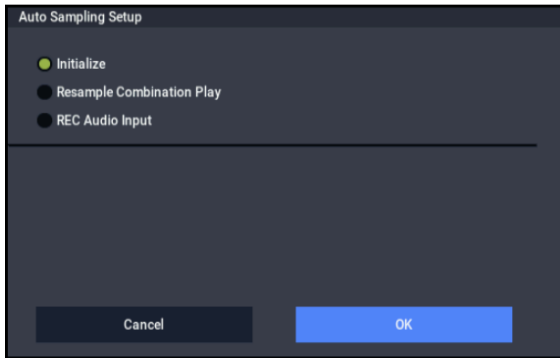 Auto Sampling Setup
Initialize
Resample Combination Play
REC Audio Input
Cancel
OK